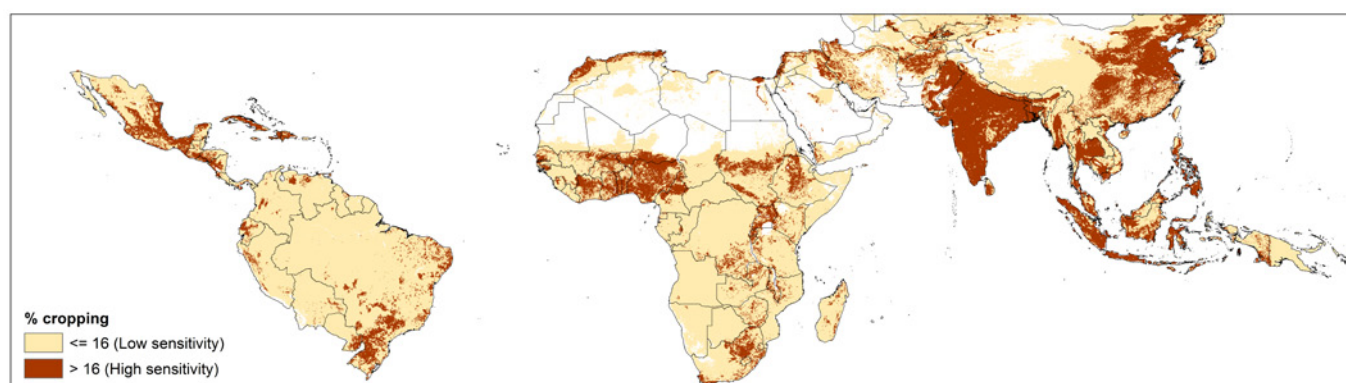 % cropping
<= 16 (Low sensitivity)
> 16 (High sensitivity)